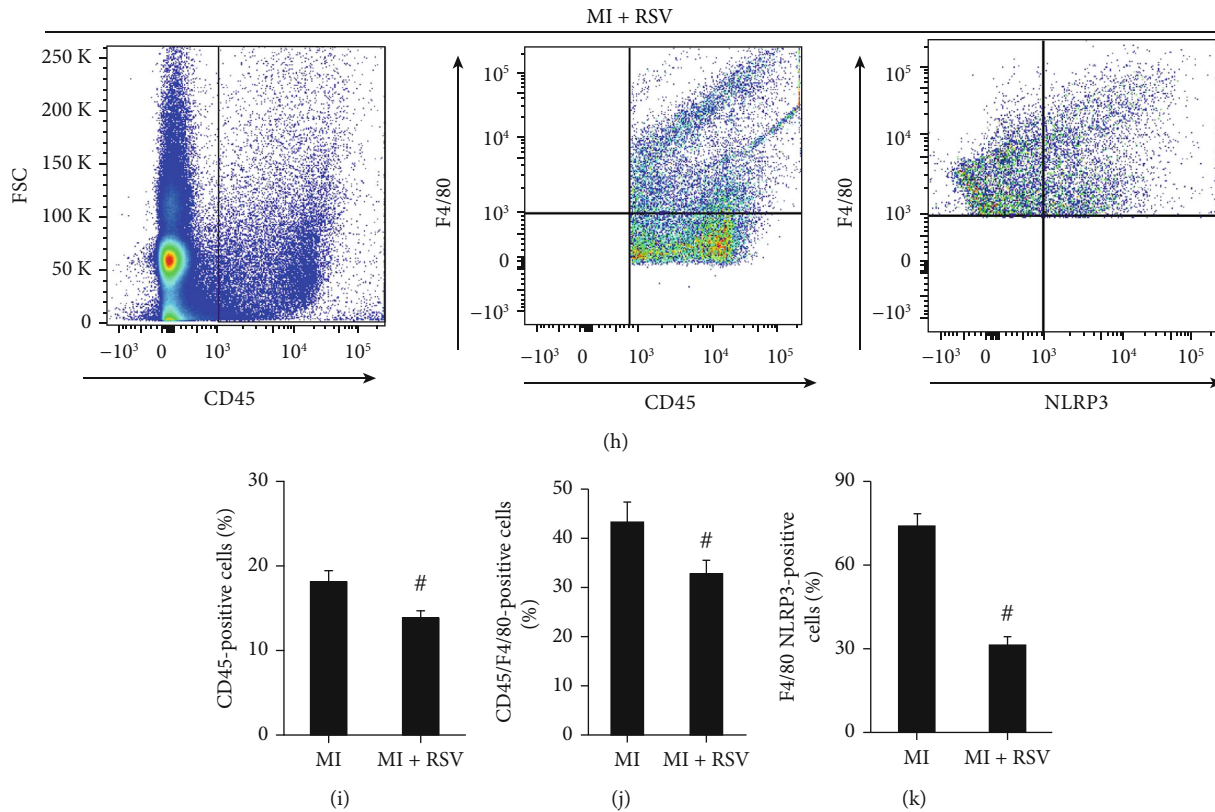 MI + RSV
FSC
250 K
200 K
150 K
100 K
50 K
0
−10³ 0 10³ 10⁴ 10⁵
CD45
F4/80
10⁵
10⁴
10³
0
−10³
−10³ 0 10³ 10⁴ 10⁵
CD45
F4/80
10⁵
10⁴
10³
0
−10³
−10³ 0 10³ 10⁴ 10⁵
NLRP3
(h)
CD45-positive cells (%)
30
20
10
0
#
MI MI + RSV
(i)
CD45/F4/80-positive cells
(%)
50
40
30
20
10
0
#
MI MI + RSV
(j)
F4/80 NLRP3-positive
cells (%)
90
60
30
0
#
MI MI + RSV
(k)